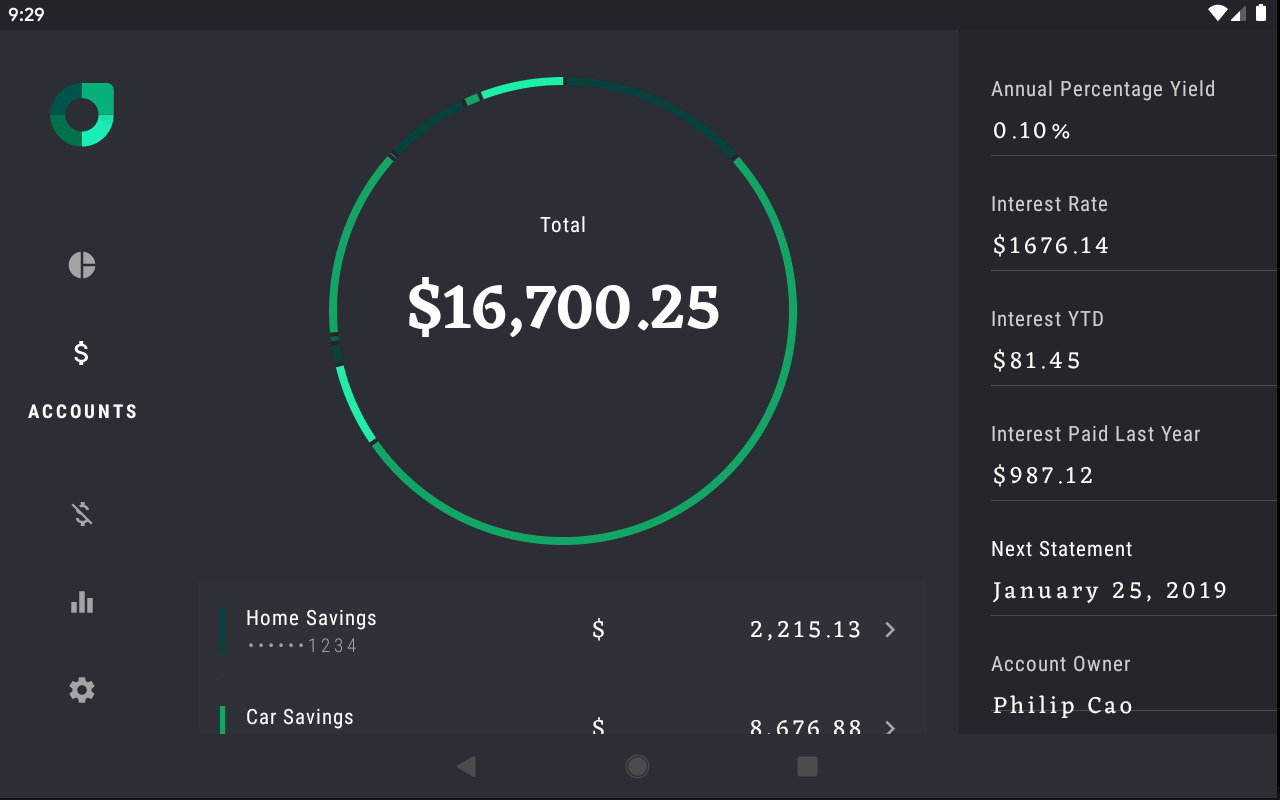 9:29
ACCOUNTS
Total
$16,700.25
Home Savings
••••••1234
$ 2,215.13
Car Savings
$ 8,676.88
Annual Percentage Yield
0.10%
Interest Rate
$1676.14
Interest YTD
$81.45
Interest Paid Last Year
$987.12
Next Statement
January 25, 2019
Account Owner
Philip Cao